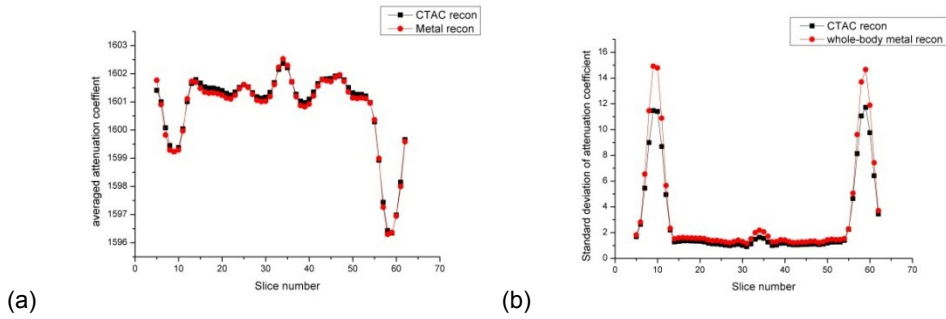 CTAC recon
Metal recon
averaged attenuation coeffient
1603
1602
1601
1600
1599
1598
1597
1596
0 10 20 30 40 50 60 70
Slice number
(a)
CTAC recon
whole-body metal recon
Standard deviation of attenuation coefficient
16
14
12
10
8
6
4
2
0
0 10 20 30 40 50 60 70
Slice number
(b)